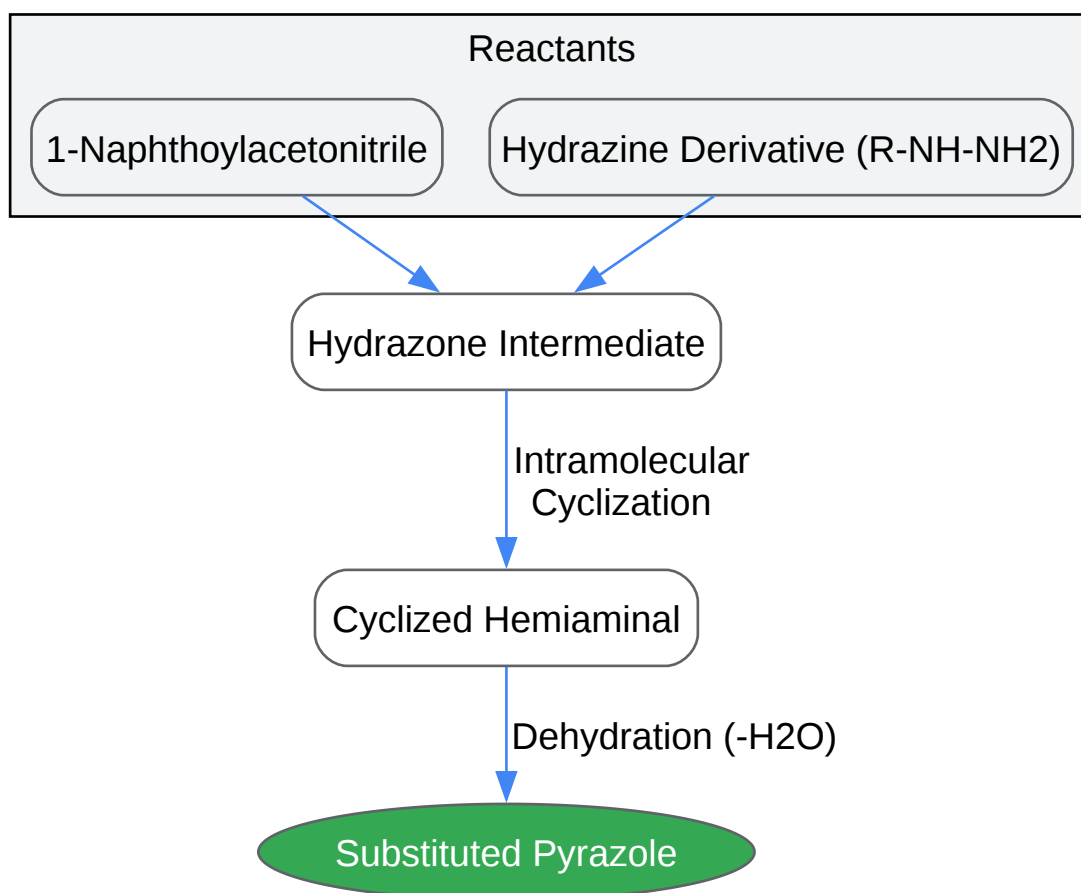 Reactants
1-Naphthoylacetonitrile
Hydrazine Derivative (R-NH-NH2)
Hydrazone Intermediate
Intramolecular
Cyclization
Cyclized Hemiaminal
Dehydration (-H2O)
Substituted Pyrazole